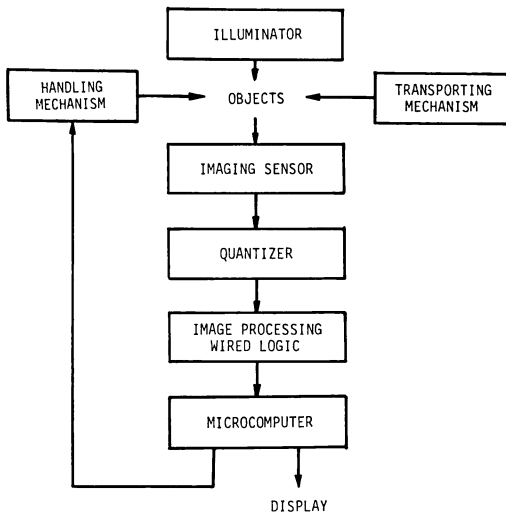 ILLUMINATOR
HANDLING
MECHANISM
OBJECTS
TRANSPORTING
MECHANISM
IMAGING SENSOR
QUANTIZER
IMAGE PROCESSING
WIRED LOGIC
MICROCOMPUTER
DISPLAY